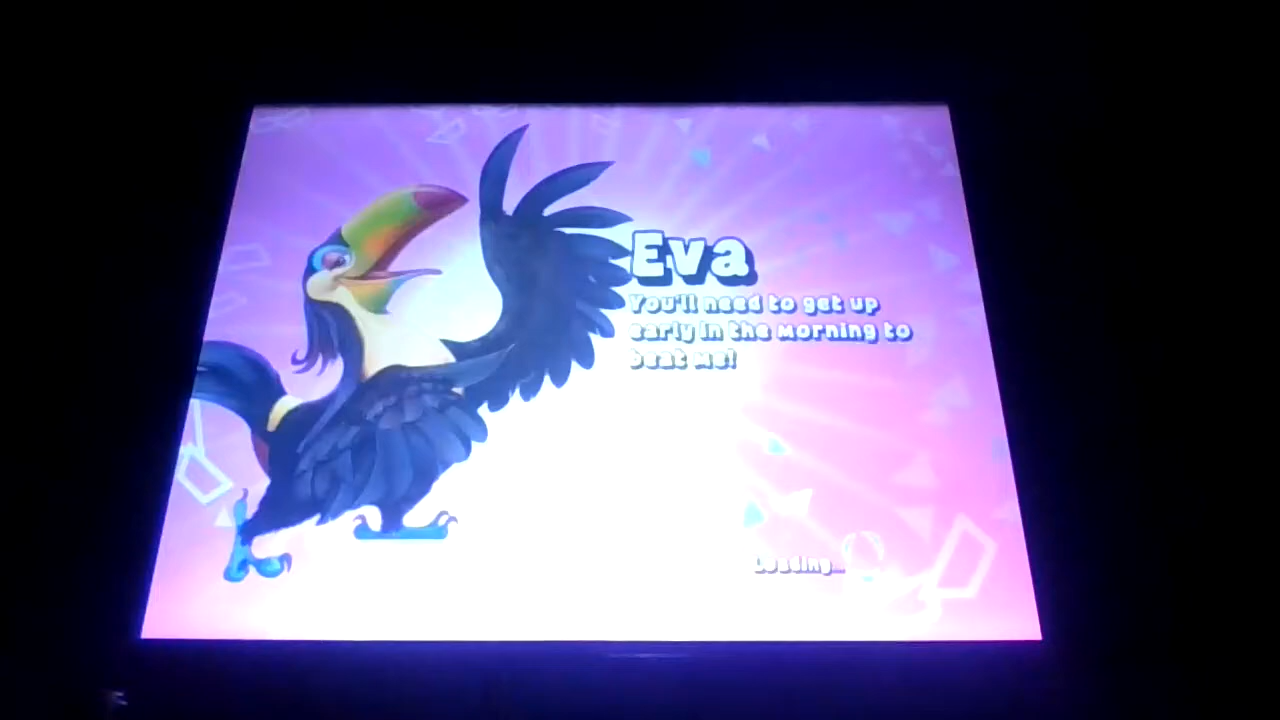 Eva
You'll need to get up
early in the morning to
beat me!
Loading...